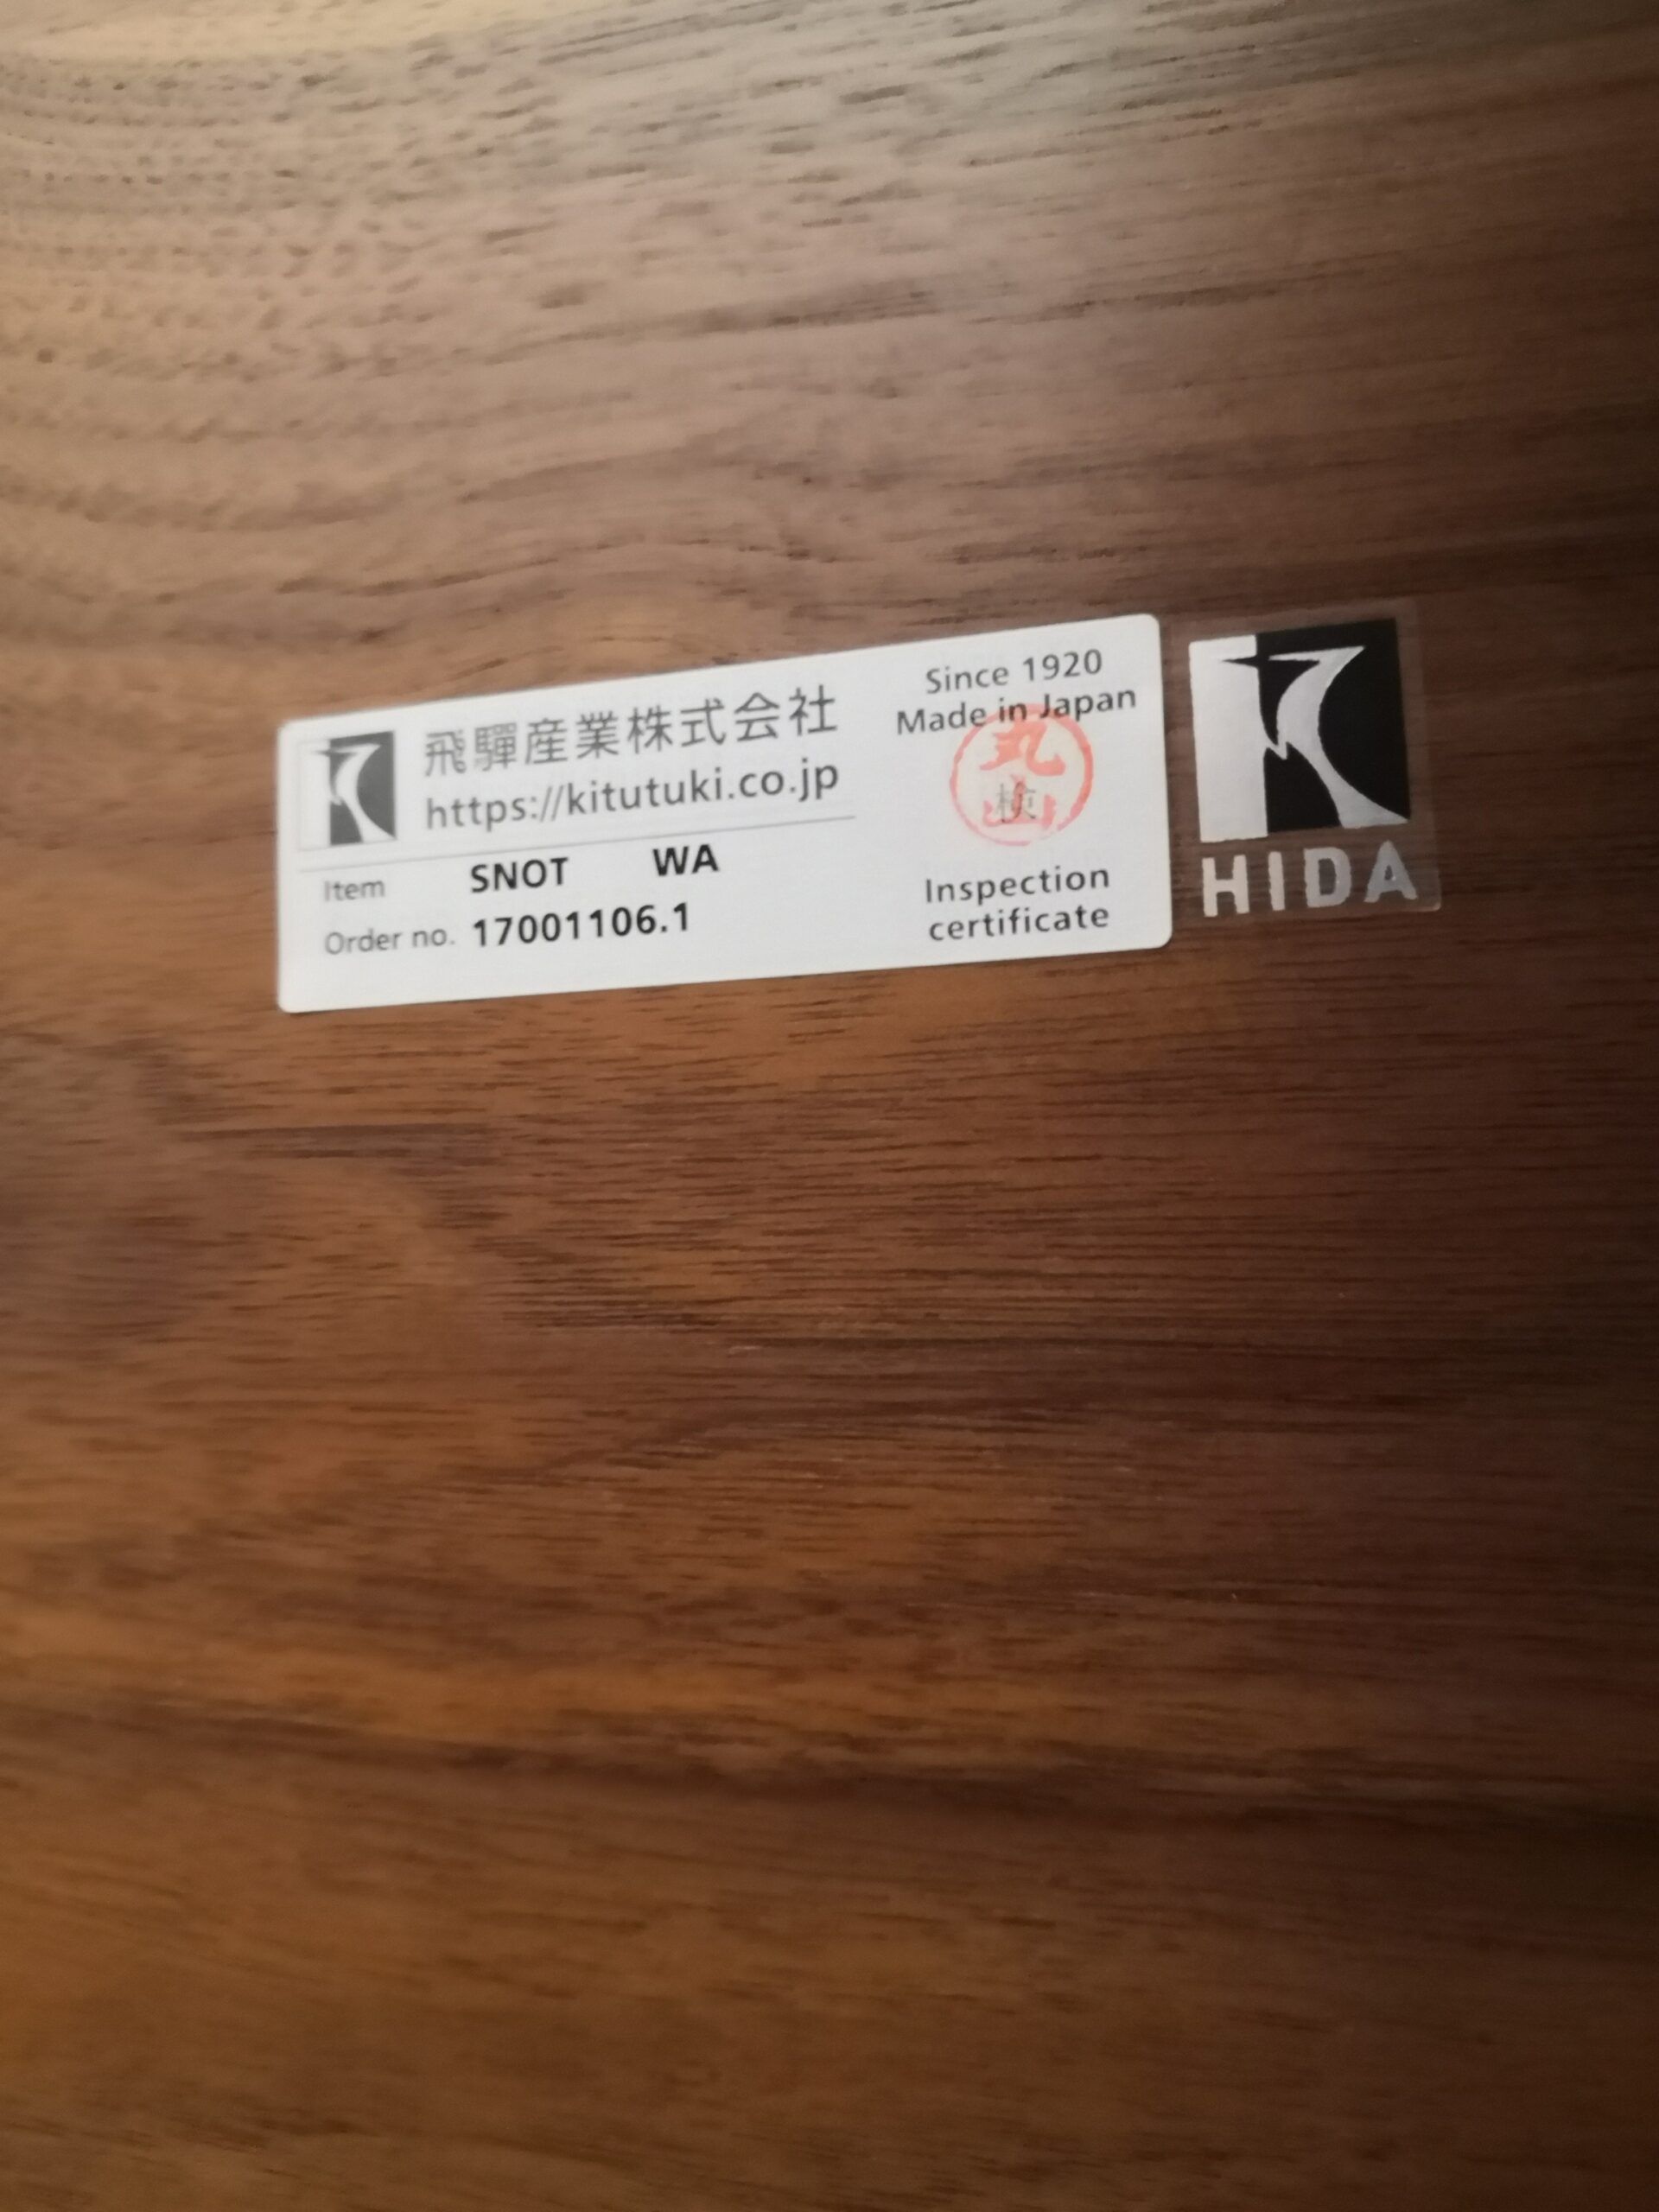 飛驒産業株式会社
https://kitutuki.co.jp
Item SNOT WA
Order no. 17001106.1
Since 1920
Made in Japan
丸山
検
Inspection
certificate
HIDA